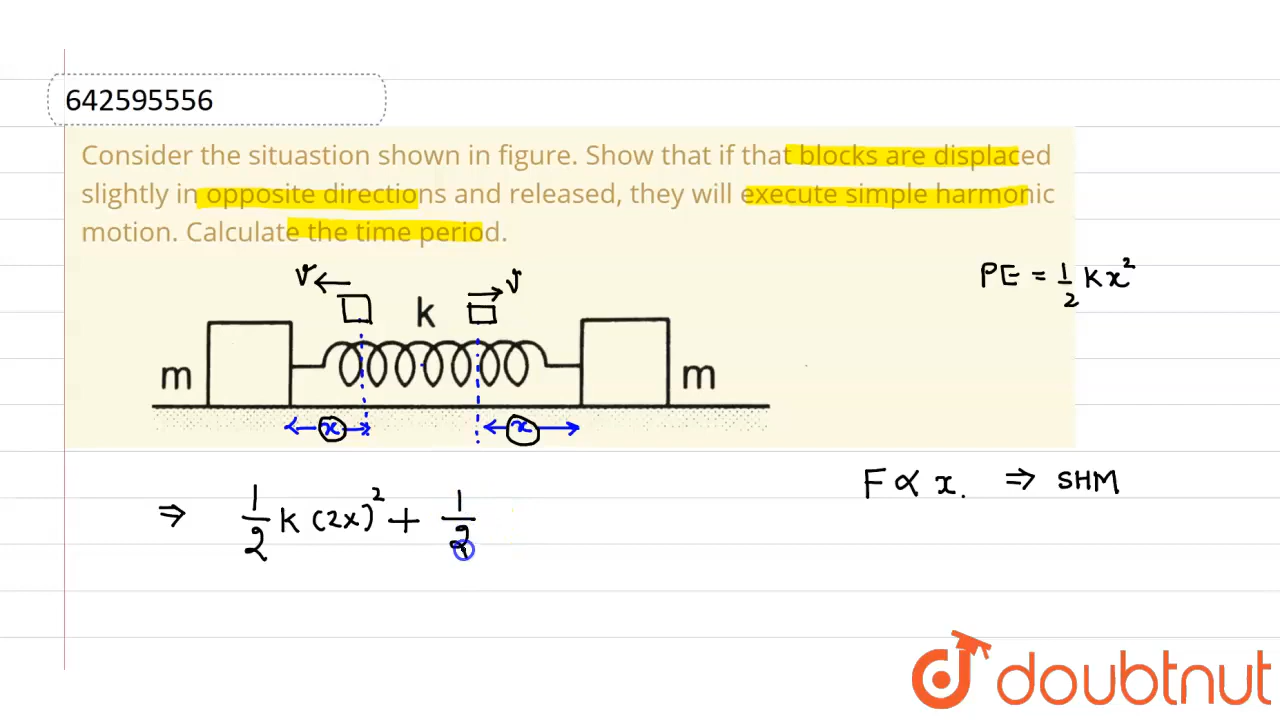 642595556
Consider the situastion shown in figure. Show that if that blocks are displaced
slightly in opposite directions and released, they will execute simple harmonic
motion. Calculate the time period.
PE = 1/2 Kx²
v ← → v
k
m m
x x
F ∝ x. ⇒ SHM
⇒ 1/2 K (2x)² + 1/2
doubtnut